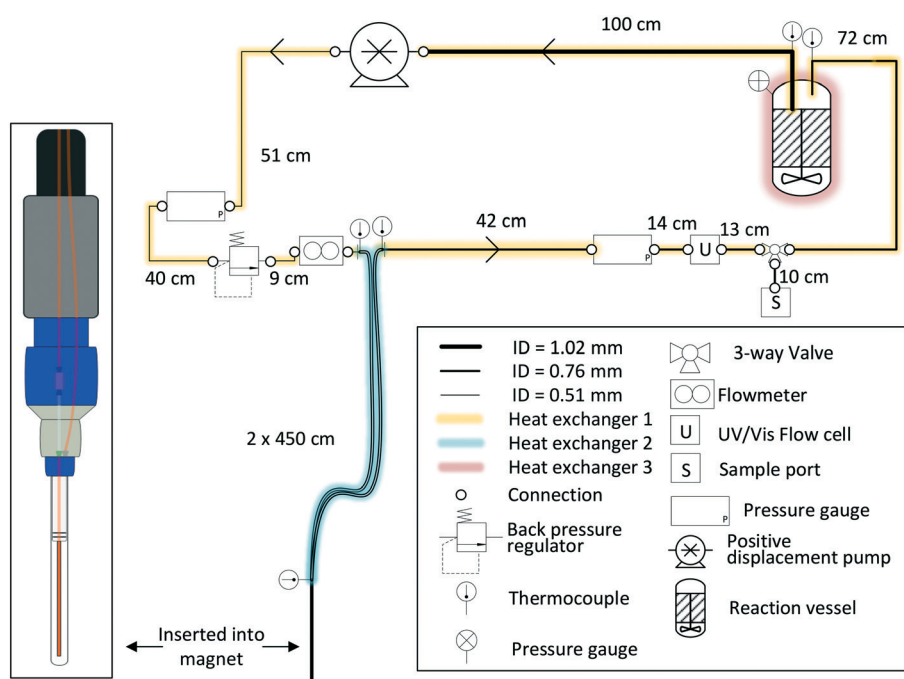 100 cm
72 cm
51 cm
P
42 cm
14 cm
13 cm
P
U
40 cm
9 cm
10 cm
S
2 x 450 cm
Inserted into
magnet
ID = 1.02 mm
ID = 0.76 mm
ID = 0.51 mm
Heat exchanger 1
Heat exchanger 2
Heat exchanger 3
Connection
Back pressure
regulator
Thermocouple
Pressure gauge
3-way Valve
Flowmeter
U
UV/Vis Flow cell
S
Sample port
P
Pressure gauge
Positive
displacement pump
Reaction vessel